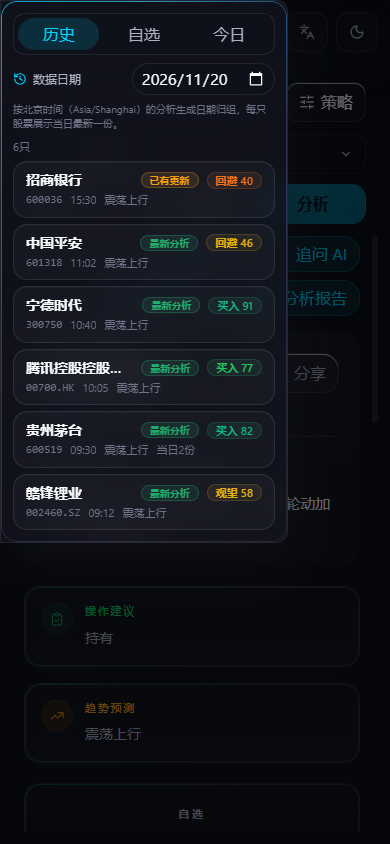 历史 自选 今日
数据日期 2026/11/20
按北京时间（Asia/Shanghai）的分析生成日期归组，每只
股票展示当日最新一份。
6只
招商银行 已有更新 回避 40
600036 15:30 震荡上行
中国平安 最新分析 回避 46
601318 11:02 震荡上行
宁德时代 最新分析 买入 91
300750 10:40 震荡上行
腾讯控股控股... 最新分析 买入 77
00700.HK 10:05 震荡上行
贵州茅台 最新分析 买入 82
600519 09:30 震荡上行 当日2份
赣锋锂业 最新分析 观望 58
002460.SZ 09:12 震荡上行
策略
分析
追问 AI
分析报告
分享
轮动加
操作建议
持有
趋势预测
震荡上行
自选